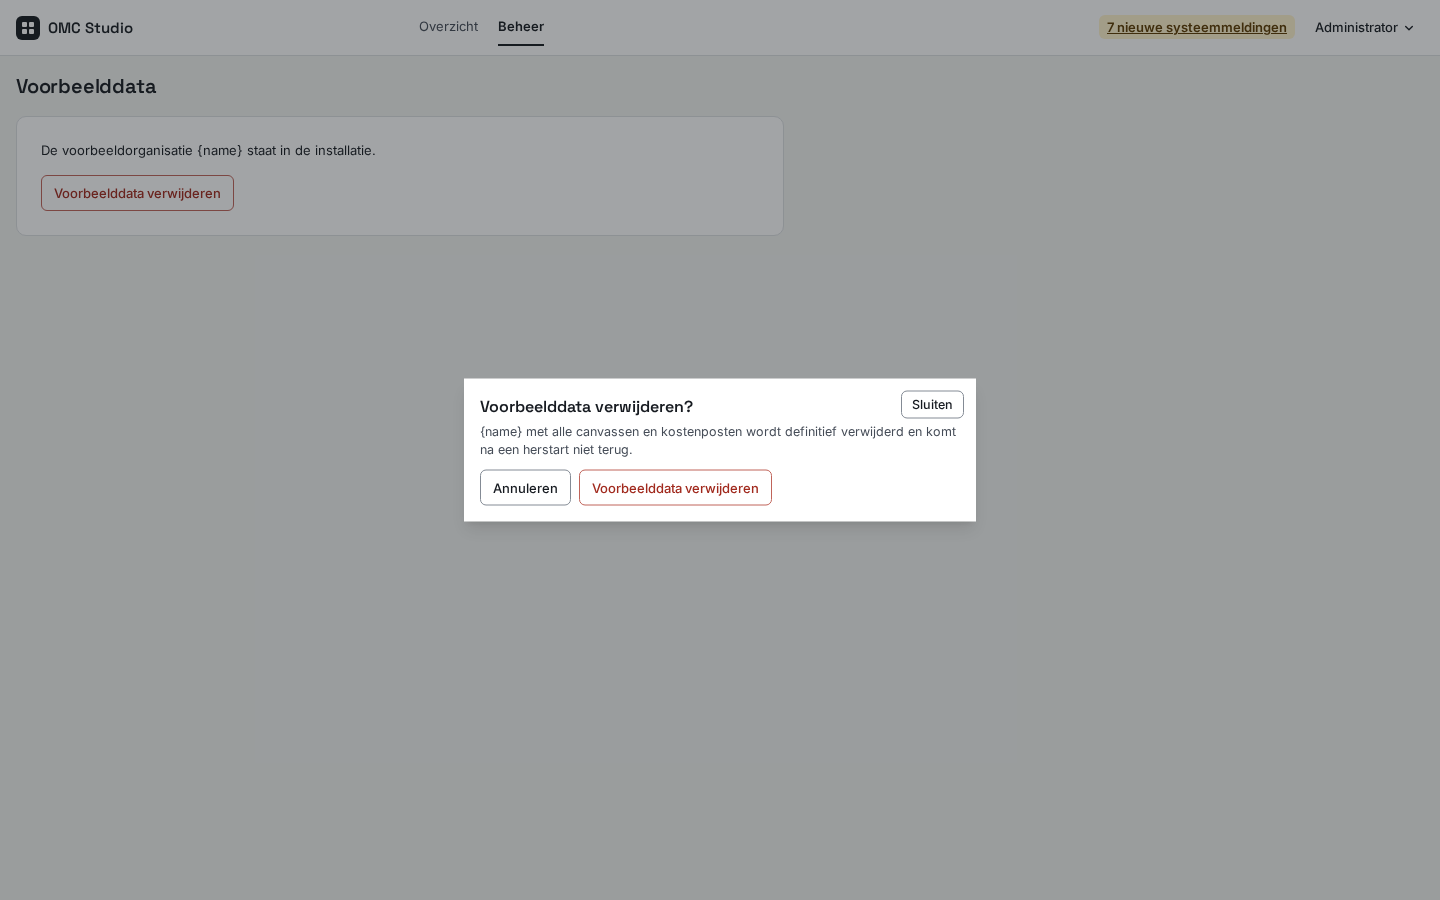 OMC Studio
Overzicht
Beheer
7 nieuwe systeemmeldingen
Administrator
Voorbeelddata
De voorbeeldorganisatie {name} staat in de installatie.
Voorbeelddata verwijderen
Voorbeelddata verwijderen?
Sluiten
{name} met alle canvassen en kostenposten wordt definitief verwijderd en komt
na een herstart niet terug.
Annuleren
Voorbeelddata verwijderen